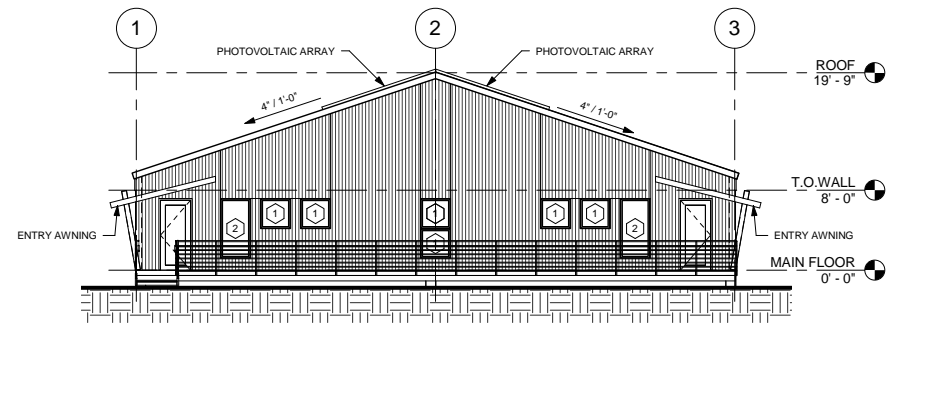 1
2
3
PHOTOVOLTAIC ARRAY
PHOTOVOLTAIC ARRAY
ROOF
19' - 9"
4" / 1'-0"
4" / 1'-0"
T.O.WALL
8' - 0"
2
1
1
1
1
1
1
2
ENTRY AWNING
ENTRY AWNING
MAIN FLOOR
0' - 0"